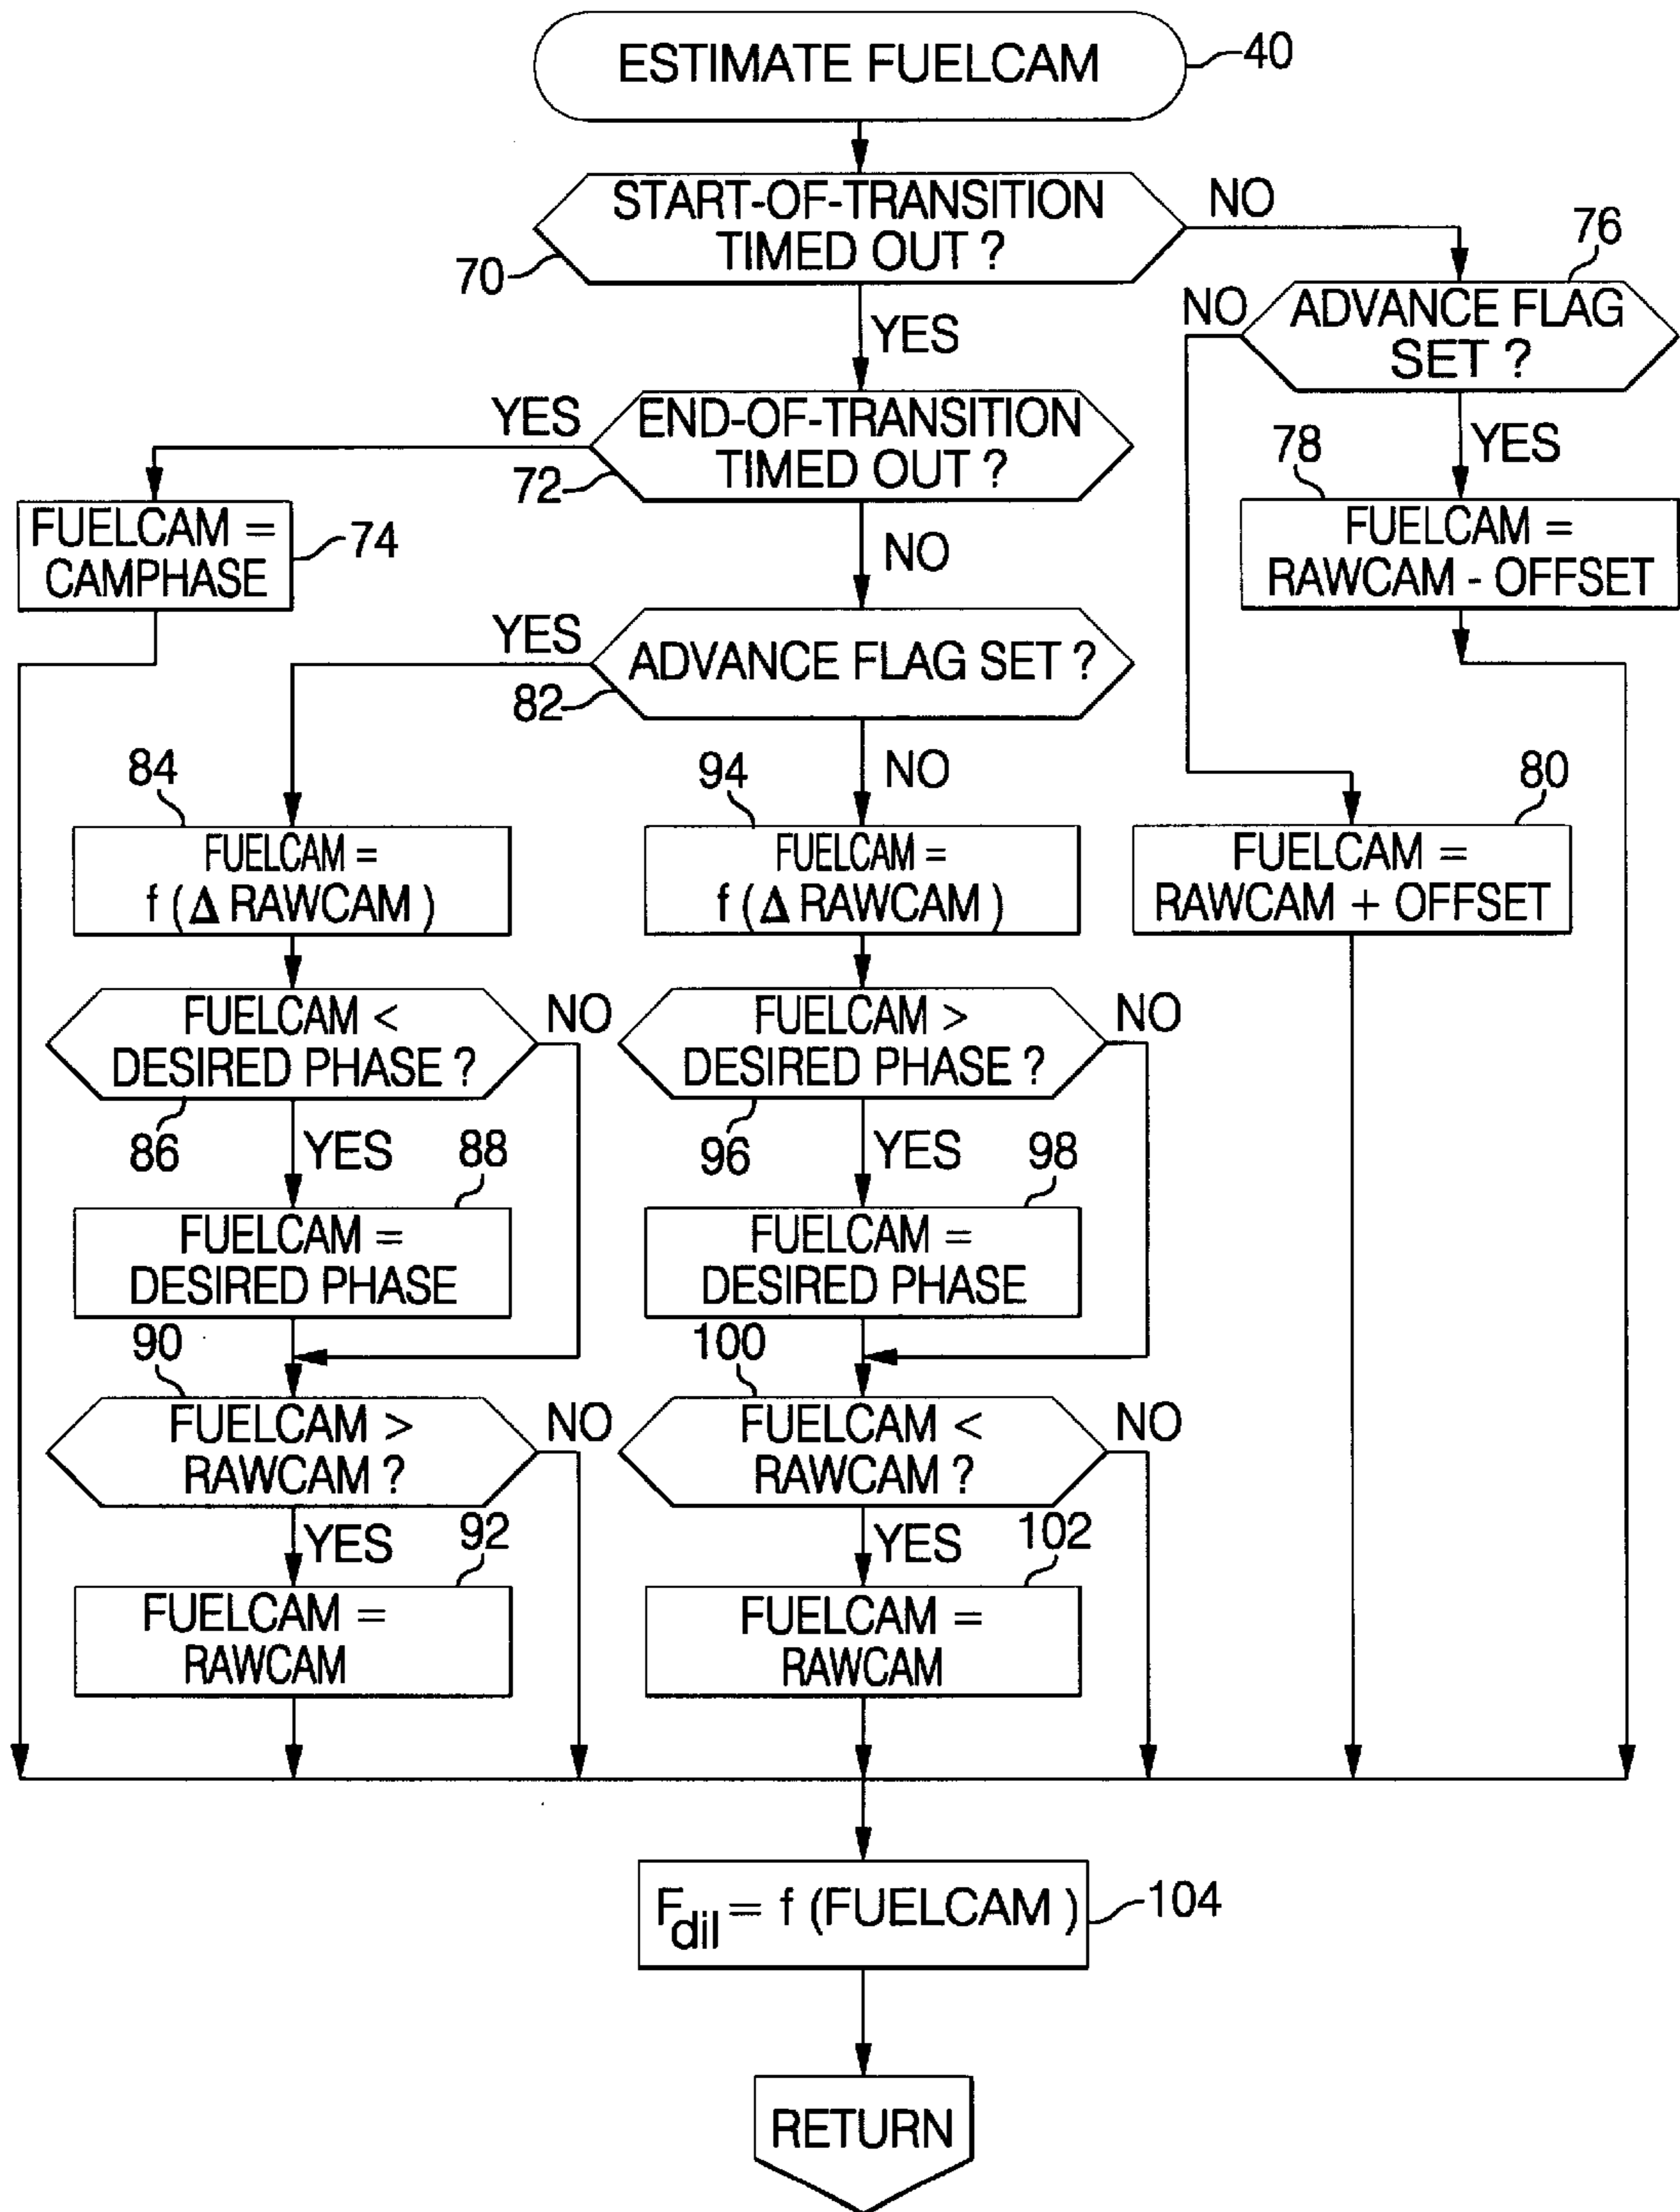 ESTIMATE FUELCAM
40
START-OF-TRANSITION
TIMED OUT ?
70
NO
YES
76
ADVANCE FLAG
SET ?
NO
YES
END-OF-TRANSITION
TIMED OUT ?
72
YES
NO
FUELCAM =
CAMPHASE
74
78
FUELCAM =
RAWCAM - OFFSET
ADVANCE FLAG SET ?
82
YES
NO
84
FUELCAM =
f ( Δ RAWCAM )
94
FUELCAM =
f ( Δ RAWCAM )
80
FUELCAM =
RAWCAM + OFFSET
FUELCAM <
DESIRED PHASE ?
NO
86
YES
FUELCAM >
DESIRED PHASE ?
NO
96
YES
88
FUELCAM =
DESIRED PHASE
98
FUELCAM =
DESIRED PHASE
90
FUELCAM >
RAWCAM ?
NO
YES
100
FUELCAM <
RAWCAM ?
NO
YES
92
FUELCAM =
RAWCAM
102
FUELCAM =
RAWCAM
Fdil = f (FUELCAM )
104
RETURN